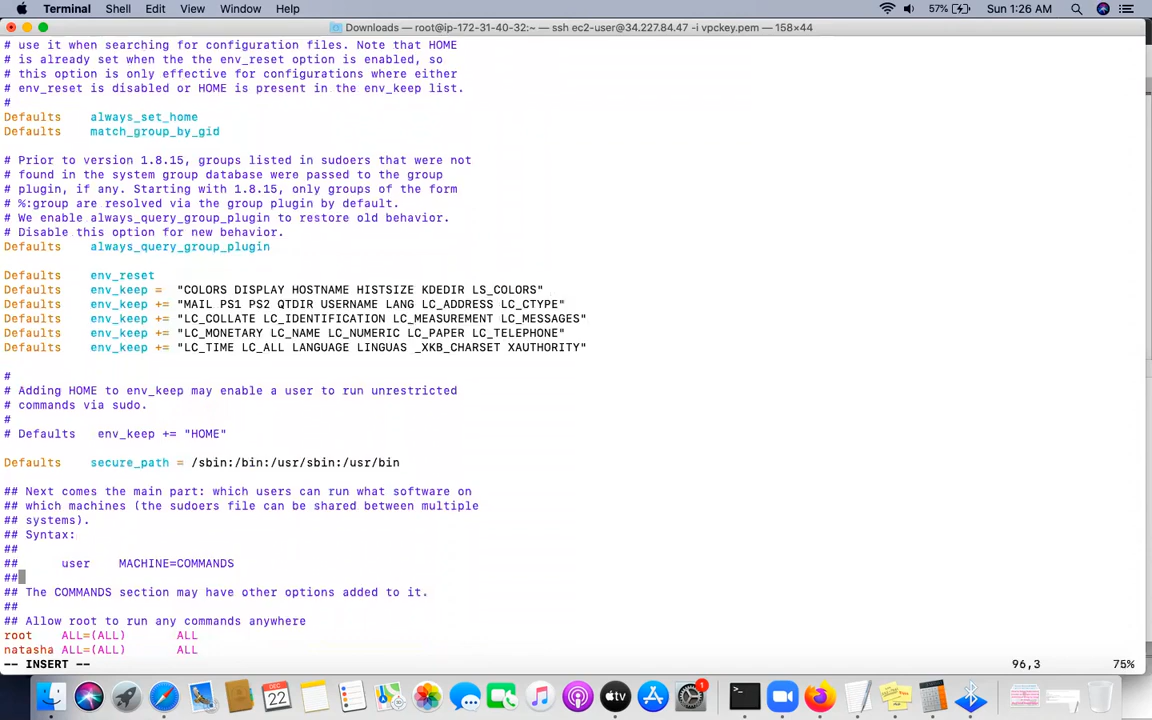 Terminal Shell Edit View Window Help 57% Sun 1:26 AM
Downloads — root@ip-172-31-40-32:~ — ssh ec2-user@34.227.84.47 -i vpckey.pem — 158×44
# use it when searching for configuration files. Note that HOME
# is already set when the the env_reset option is enabled, so
# this option is only effective for configurations where either
# env_reset is disabled or HOME is present in the env_keep list.
#
Defaults    always_set_home
Defaults    match_group_by_gid
# Prior to version 1.8.15, groups listed in sudoers that were not
# found in the system group database were passed to the group
# plugin, if any. Starting with 1.8.15, only groups of the form
# %:group are resolved via the group plugin by default.
# We enable always_query_group_plugin to restore old behavior.
# Disable this option for new behavior.
Defaults    always_query_group_plugin
Defaults    env_reset
Defaults    env_keep =  "COLORS DISPLAY HOSTNAME HISTSIZE KDEDIR LS_COLORS"
Defaults    env_keep += "MAIL PS1 PS2 QTDIR USERNAME LANG LC_ADDRESS LC_CTYPE"
Defaults    env_keep += "LC_COLLATE LC_IDENTIFICATION LC_MEASUREMENT LC_MESSAGES"
Defaults    env_keep += "LC_MONETARY LC_NAME LC_NUMERIC LC_PAPER LC_TELEPHONE"
Defaults    env_keep += "LC_TIME LC_ALL LANGUAGE LINGUAS _XKB_CHARSET XAUTHORITY"
#
# Adding HOME to env_keep may enable a user to run unrestricted
# commands via sudo.
#
# Defaults   env_keep += "HOME"
Defaults    secure_path = /sbin:/bin:/usr/sbin:/usr/bin
## Next comes the main part: which users can run what software on
## which machines (the sudoers file can be shared between multiple
## systems).
## Syntax:
##
##      user    MACHINE=COMMANDS
##
## The COMMANDS section may have other options added to it.
##
## Allow root to run any commands anywhere
root    ALL=(ALL)       ALL
natasha ALL=(ALL)       ALL
-- INSERT -- 96,3 75%
DEC 22 tv 1